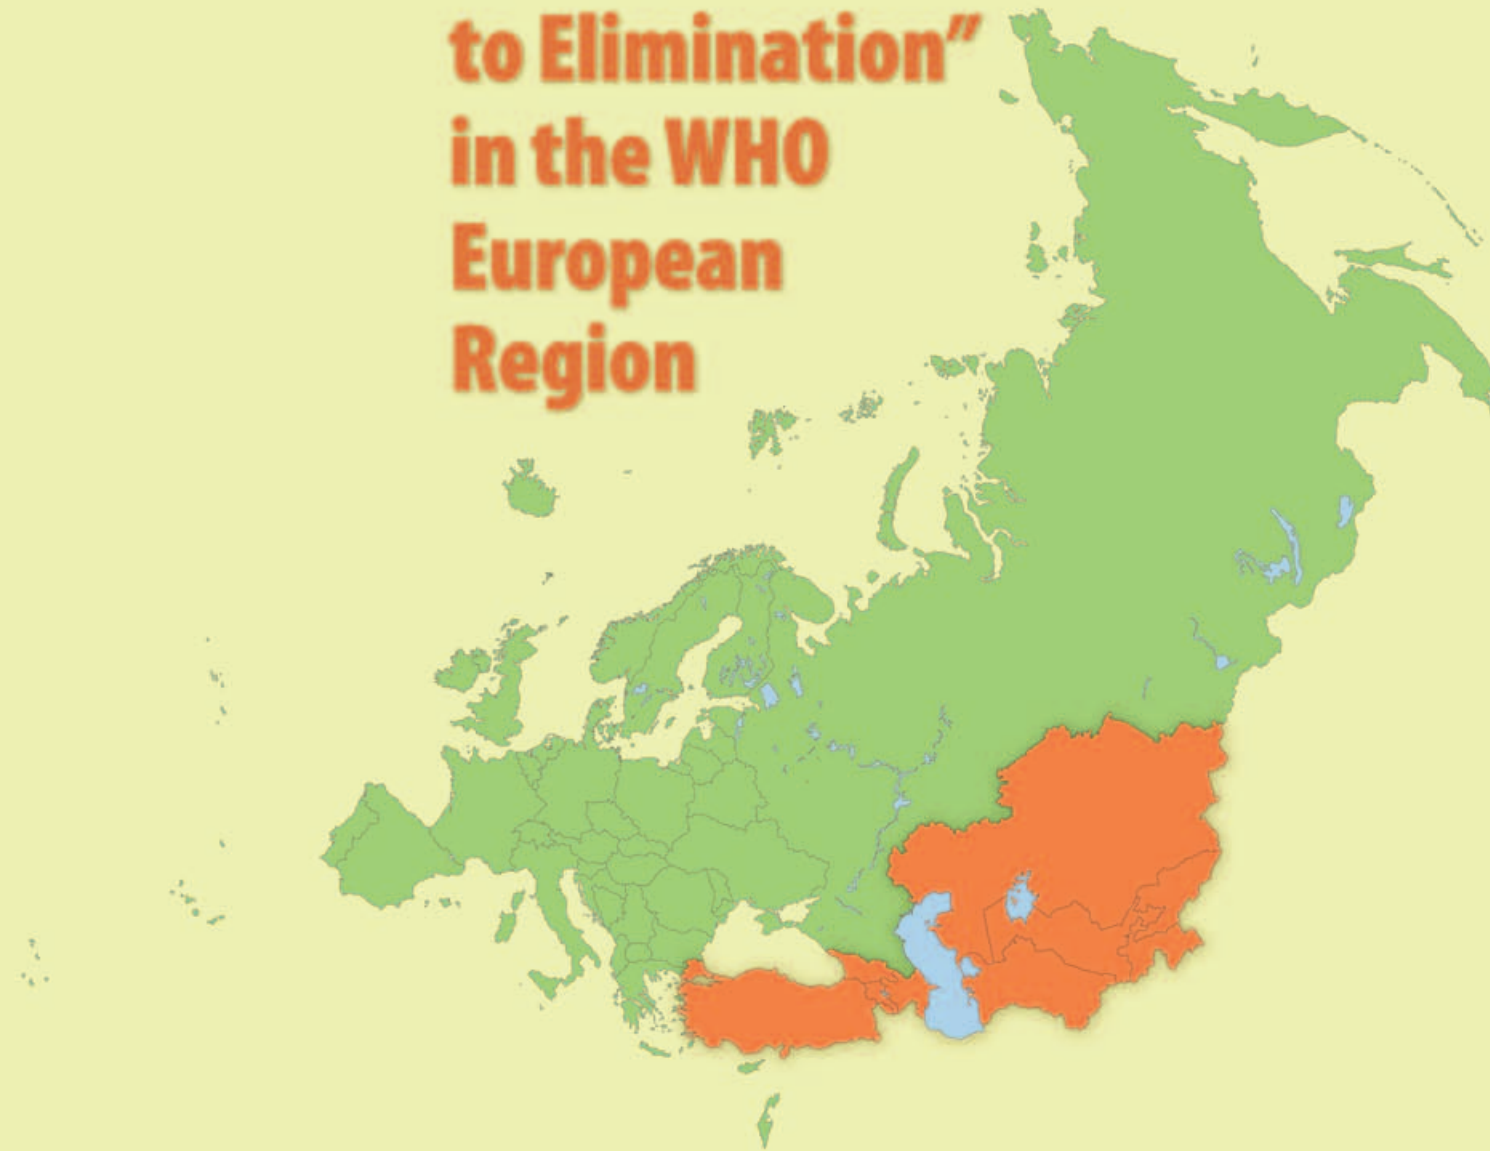 to Elimination”
in the WHO
European
Region